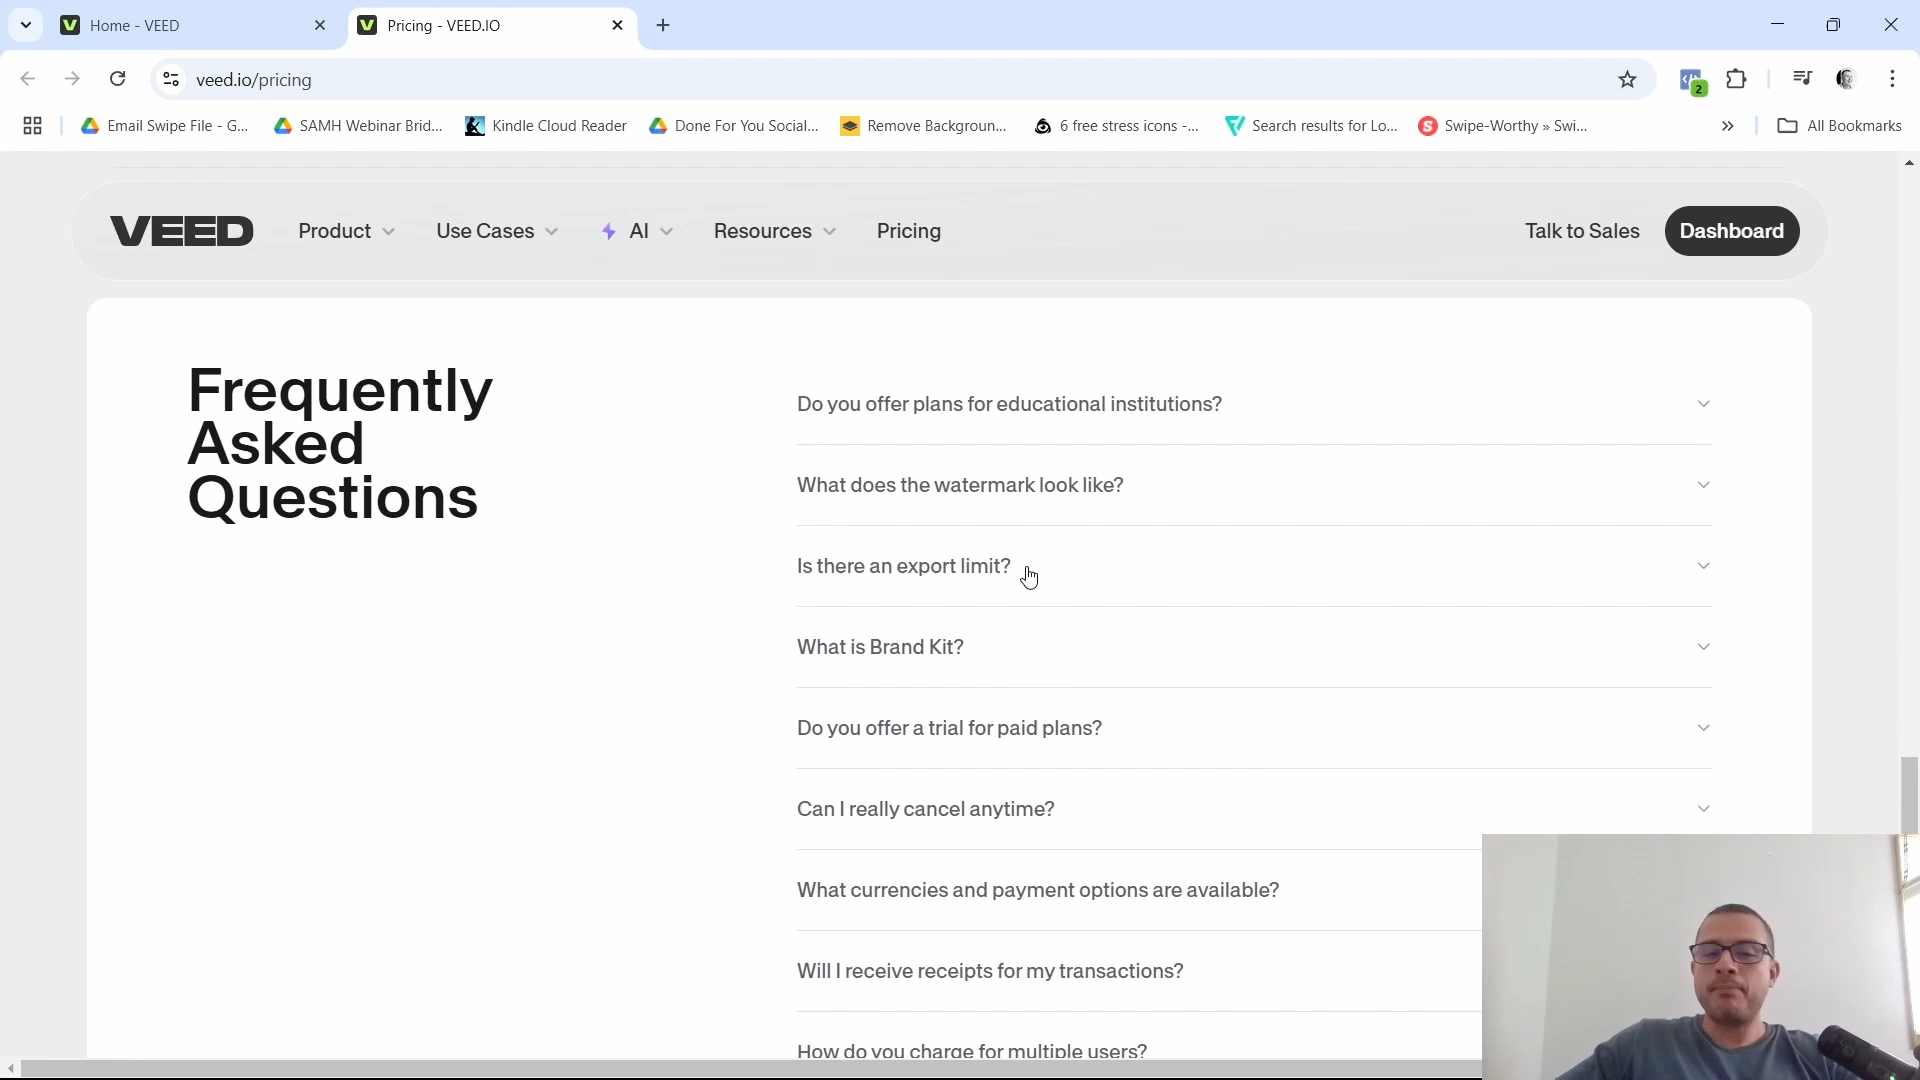 Home - VEED
Pricing - VEED.IO
veed.io/pricing
2
Email Swipe File - G...
SAMH Webinar Brid...
Kindle Cloud Reader
Done For You Social...
Remove Backgroun...
6 free stress icons -...
Search results for Lo...
Swipe-Worthy » Swi...
All Bookmarks
VEED
Product
Use Cases
AI
Resources
Pricing
Talk to Sales
Dashboard
Frequently
Asked
Questions
Do you offer plans for educational institutions?
What does the watermark look like?
Is there an export limit?
What is Brand Kit?
Do you offer a trial for paid plans?
Can I really cancel anytime?
What currencies and payment options are available?
Will I receive receipts for my transactions?
How do you charge for multiple users?